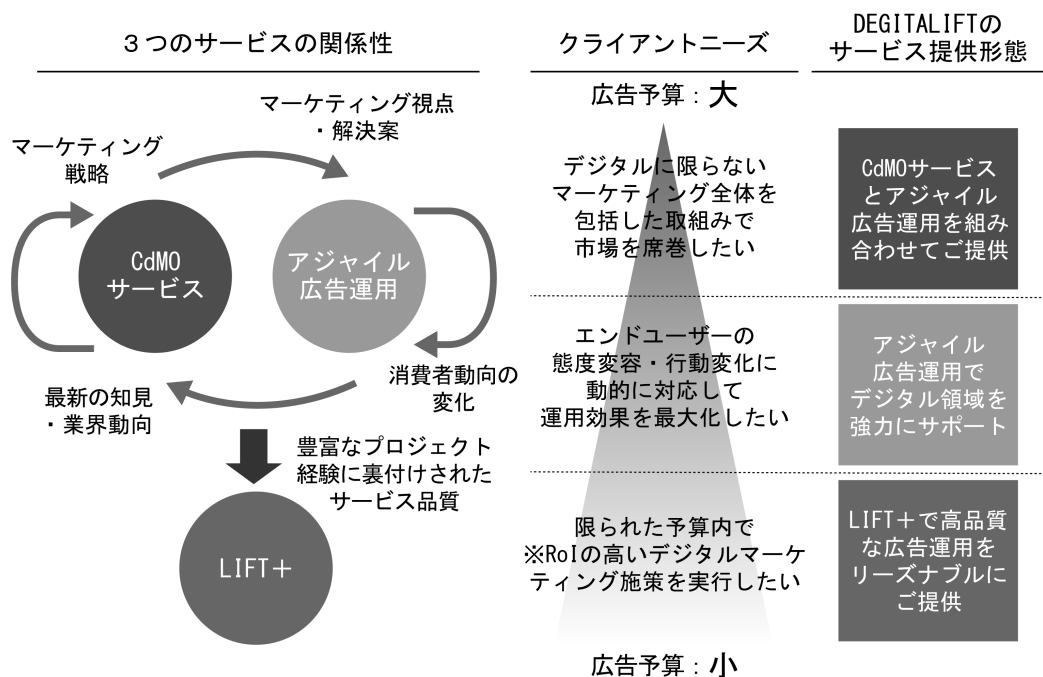 3つのサービスの関係性
マーケティング視点
・解決案
マーケティング
戦略
CdMO
サービス
アジャイル
広告運用
消費者動向の
変化
最新の知見
・業界動向
豊富なプロジェクト
経験に裏付けされた
サービス品質
LIFT＋
クライアントニーズ
広告予算：大
デジタルに限らない
マーケティング全体を
包括した取組みで
市場を席巻したい
エンドユーザーの
態度変容・行動変化に
動的に対応して
運用効果を最大化したい
限られた予算内で
※RoIの高いデジタルマーケ
ティング施策を実行したい
広告予算：小
DEGITALIFTの
サービス提供形態
CdMOサービス
とアジャイル
広告運用を組み
合わせてご提供
アジャイル
広告運用で
デジタル領域を
強力にサポート
LIFT＋で高品質
な広告運用を
リーズナブルに
ご提供